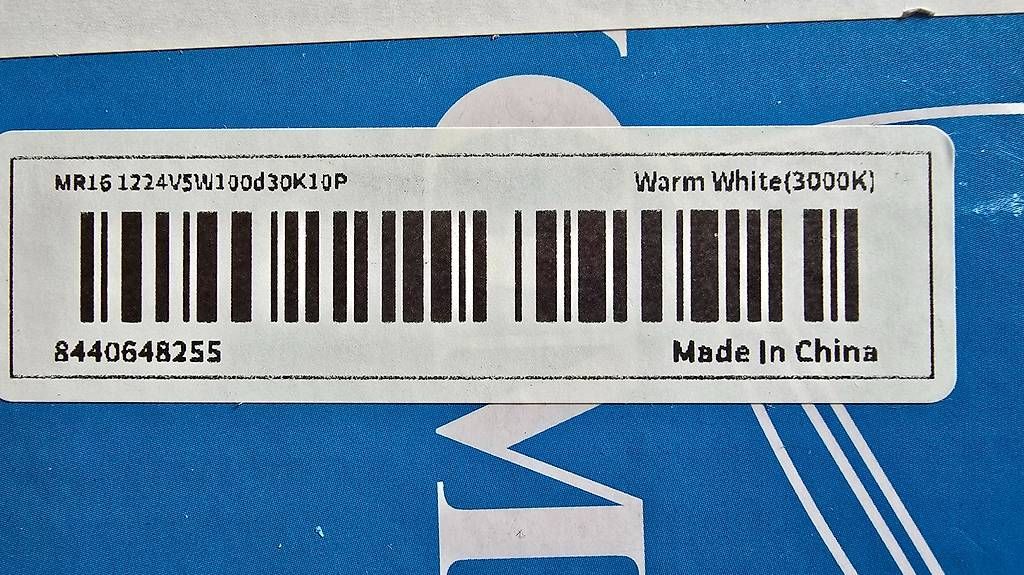 MR16 1224V5W100d30K10P
Warm White(3000K)
8440648255
Made In China